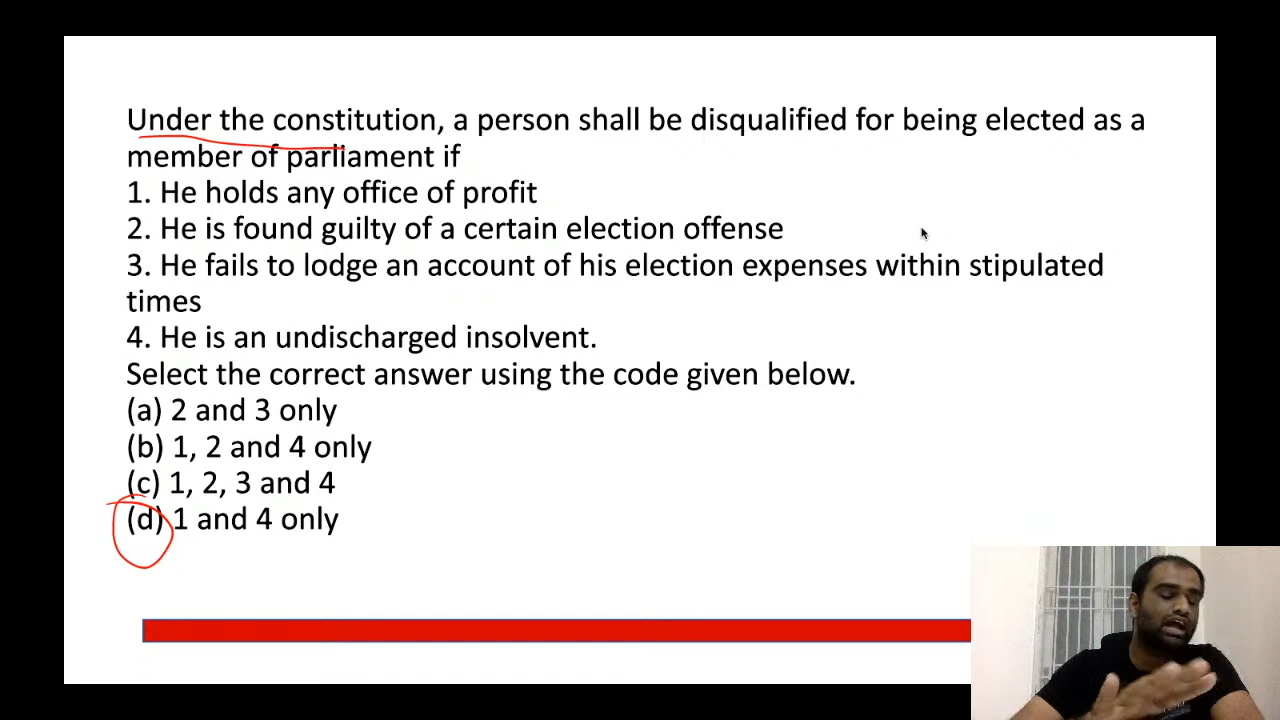 Under the constitution, a person shall be disqualified for being elected as a
member of parliament if
1. He holds any office of profit
2. He is found guilty of a certain election offense
3. He fails to lodge an account of his election expenses within stipulated
times
4. He is an undischarged insolvent.
Select the correct answer using the code given below.
(a) 2 and 3 only
(b) 1, 2 and 4 only
(c) 1, 2, 3 and 4
(d) 1 and 4 only